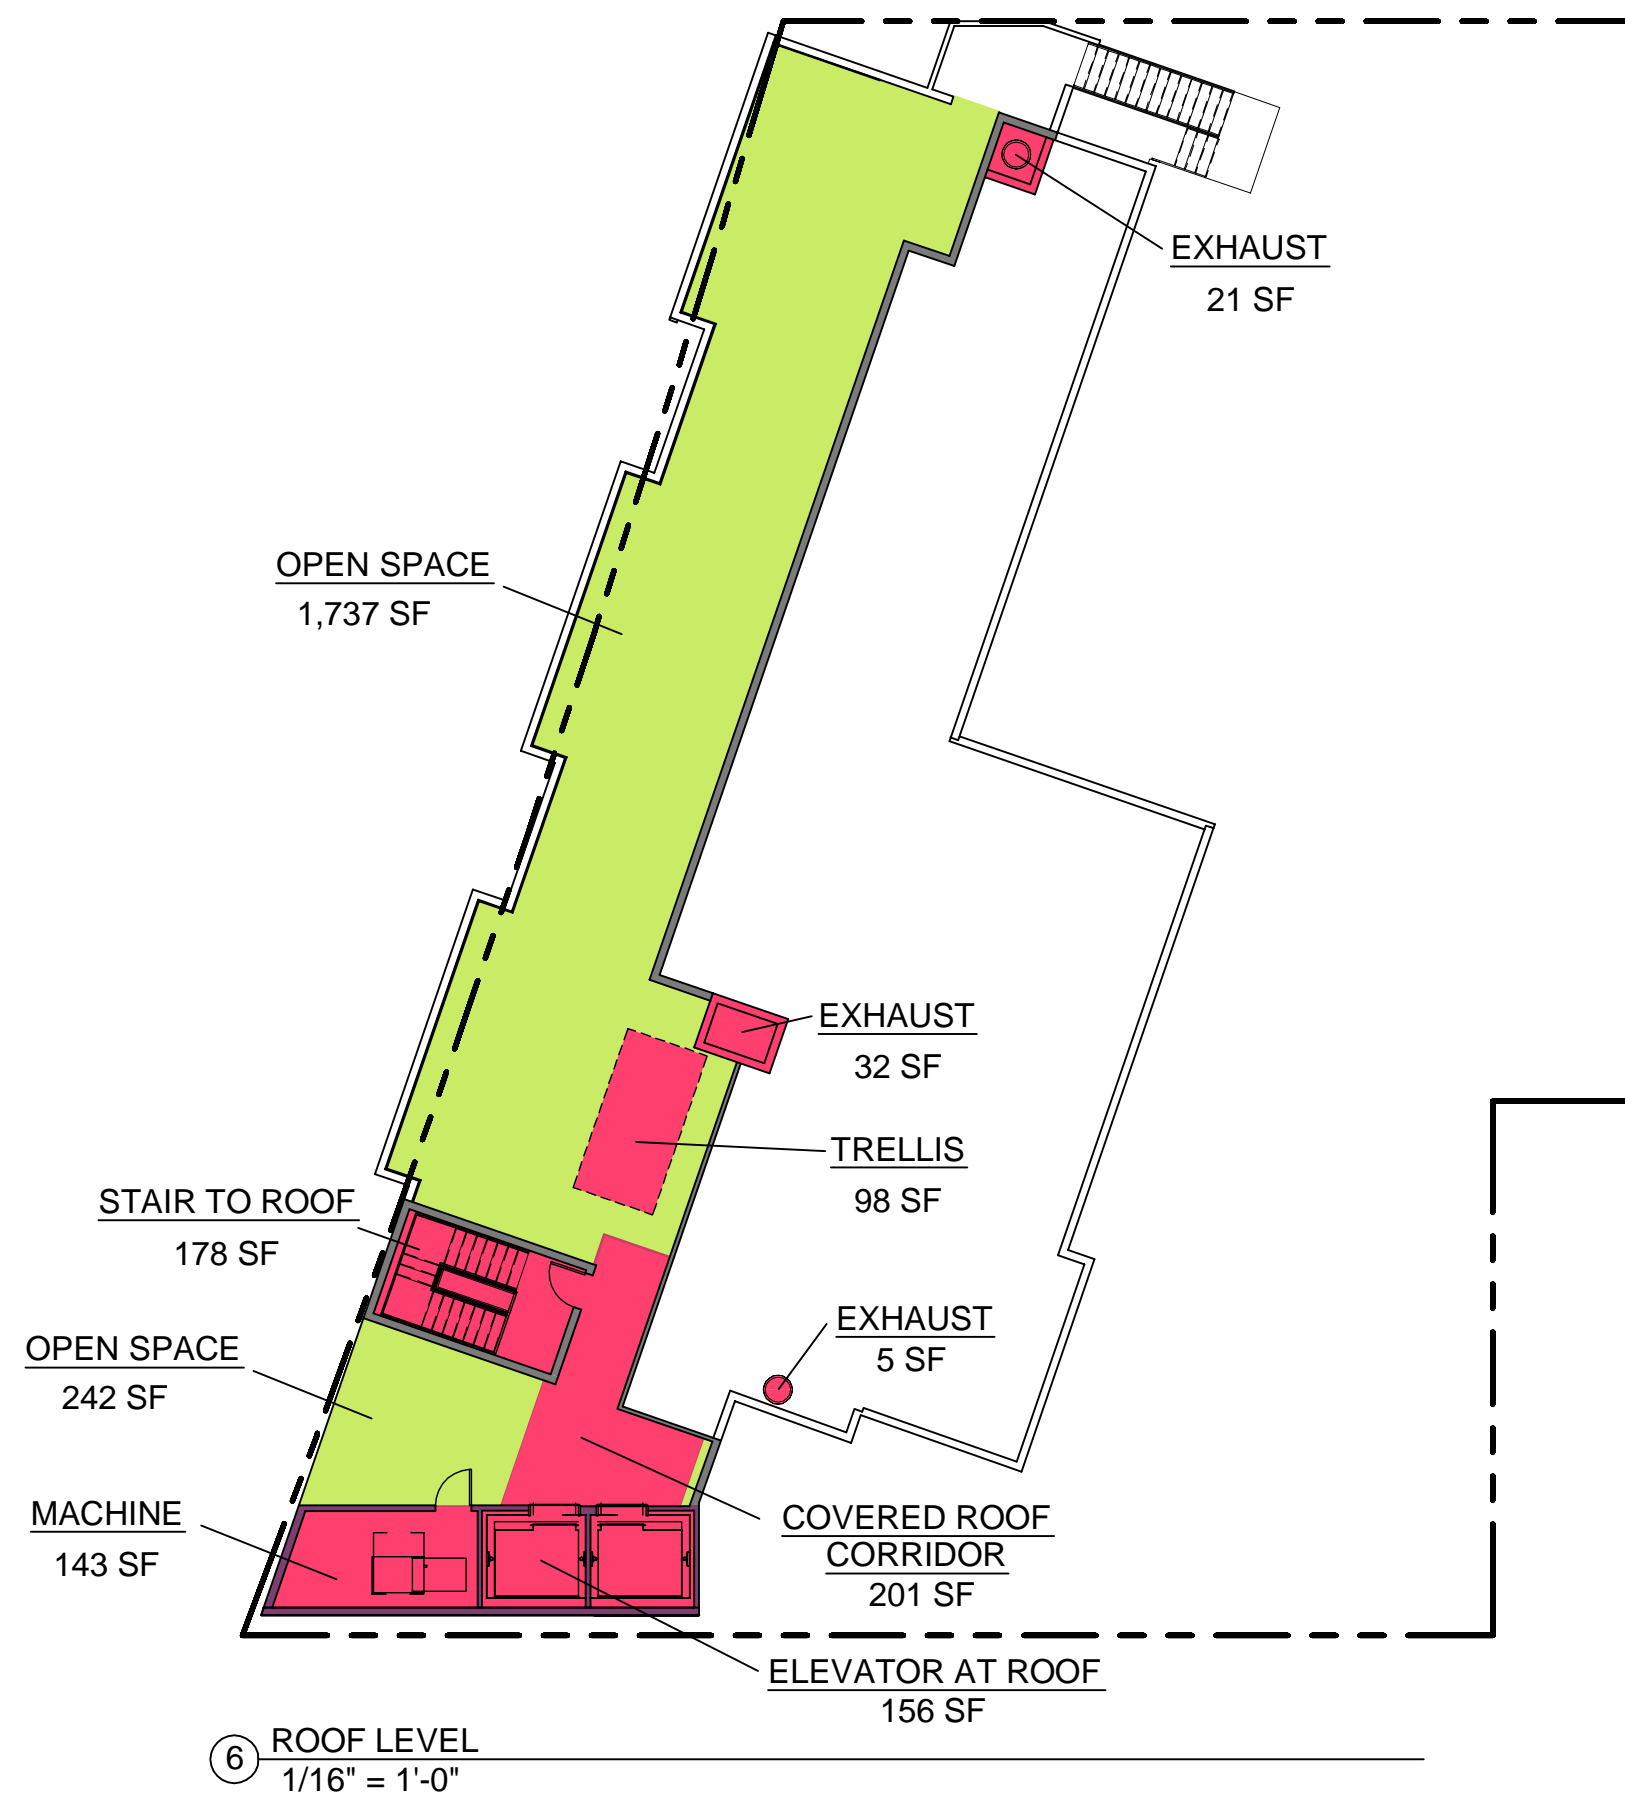 EXHAUST
21 SF
OPEN SPACE
1,737 SF
EXHAUST
32 SF
TRELLIS
98 SF
STAIR TO ROOF
178 SF
EXHAUST
5 SF
OPEN SPACE
242 SF
MACHINE
143 SF
COVERED ROOF
CORRIDOR
201 SF
ELEVATOR AT ROOF
156 SF
6 ROOF LEVEL
1/16" = 1'-0"